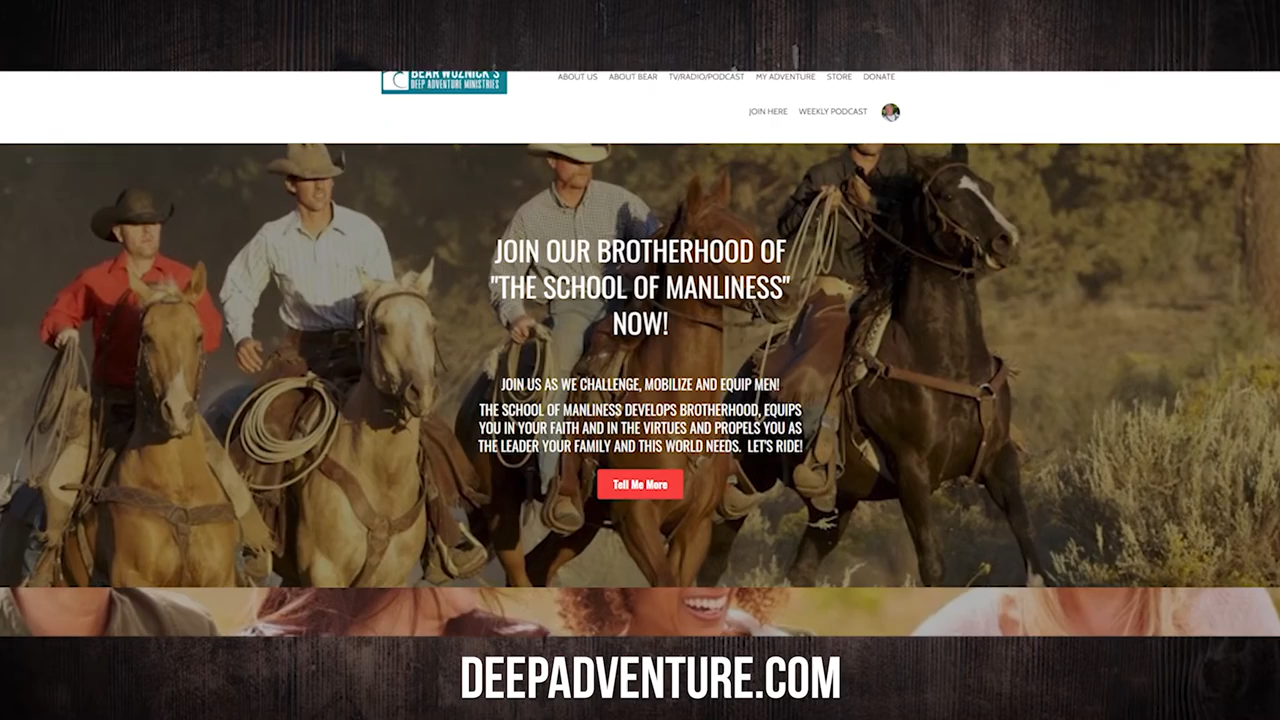 BEAR WOZNICK'S
DEEP ADVENTURE MINISTRIES
ABOUT US ABOUT BEAR TV/RADIO/PODCAST MY ADVENTURE STORE DONATE
JOIN HERE WEEKLY PODCAST
JOIN OUR BROTHERHOOD OF
"THE SCHOOL OF MANLINESS"
NOW!
JOIN US AS WE CHALLENGE, MOBILIZE AND EQUIP MEN!
THE SCHOOL OF MANLINESS DEVELOPS BROTHERHOOD, EQUIPS
YOU IN YOUR FAITH AND IN THE VIRTUES AND PROPELS YOU AS
THE LEADER YOUR FAMILY AND THIS WORLD NEEDS. LET'S RIDE!
Tell Me More
DEEPADVENTURE.COM